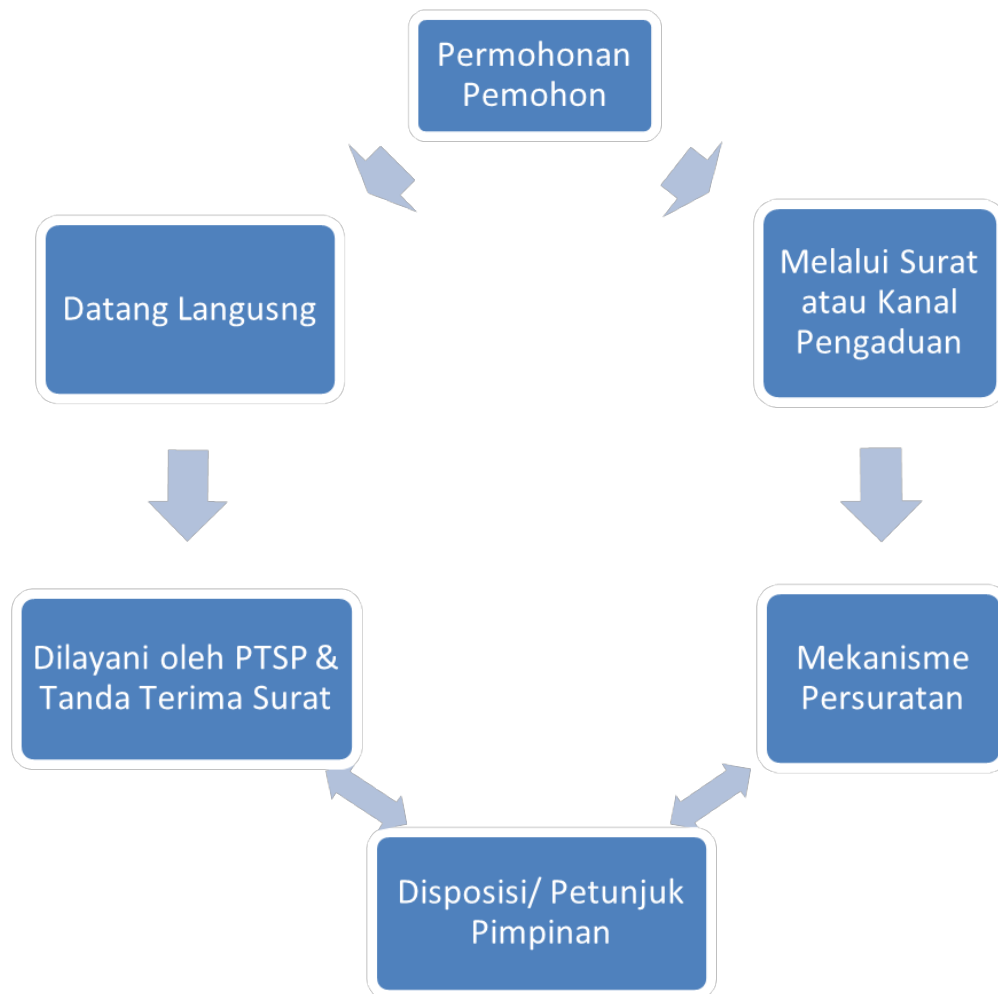 Permohonan
Pemohon
Datang Langusng
Melalui Surat
atau Kanal
Pengaduan
Dilayani oleh PTSP &
Tanda Terima Surat
Mekanisme
Persuratan
Disposisi/ Petunjuk
Pimpinan